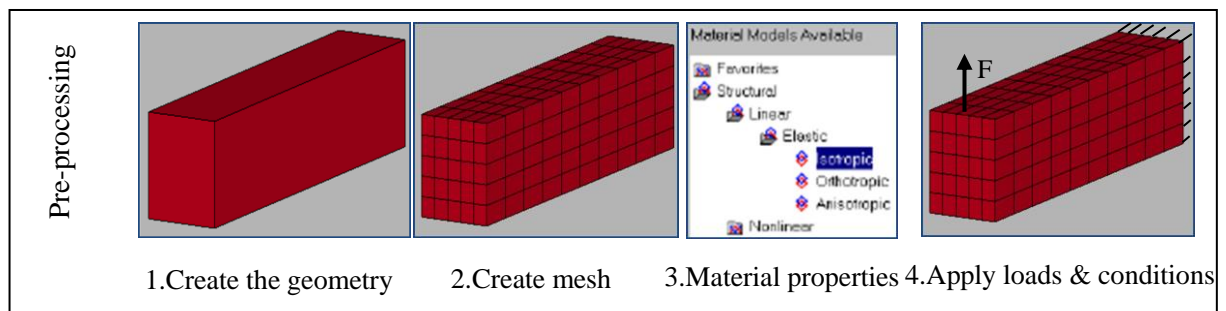 Pre-processing
Material Models Available
Favorites
Structural
Linear
Elastic
Isotropic
Orthotropic
Anisotropic
Nonlinear
F
1.Create the geometry
2.Create mesh
3.Material properties
4.Apply loads & conditions